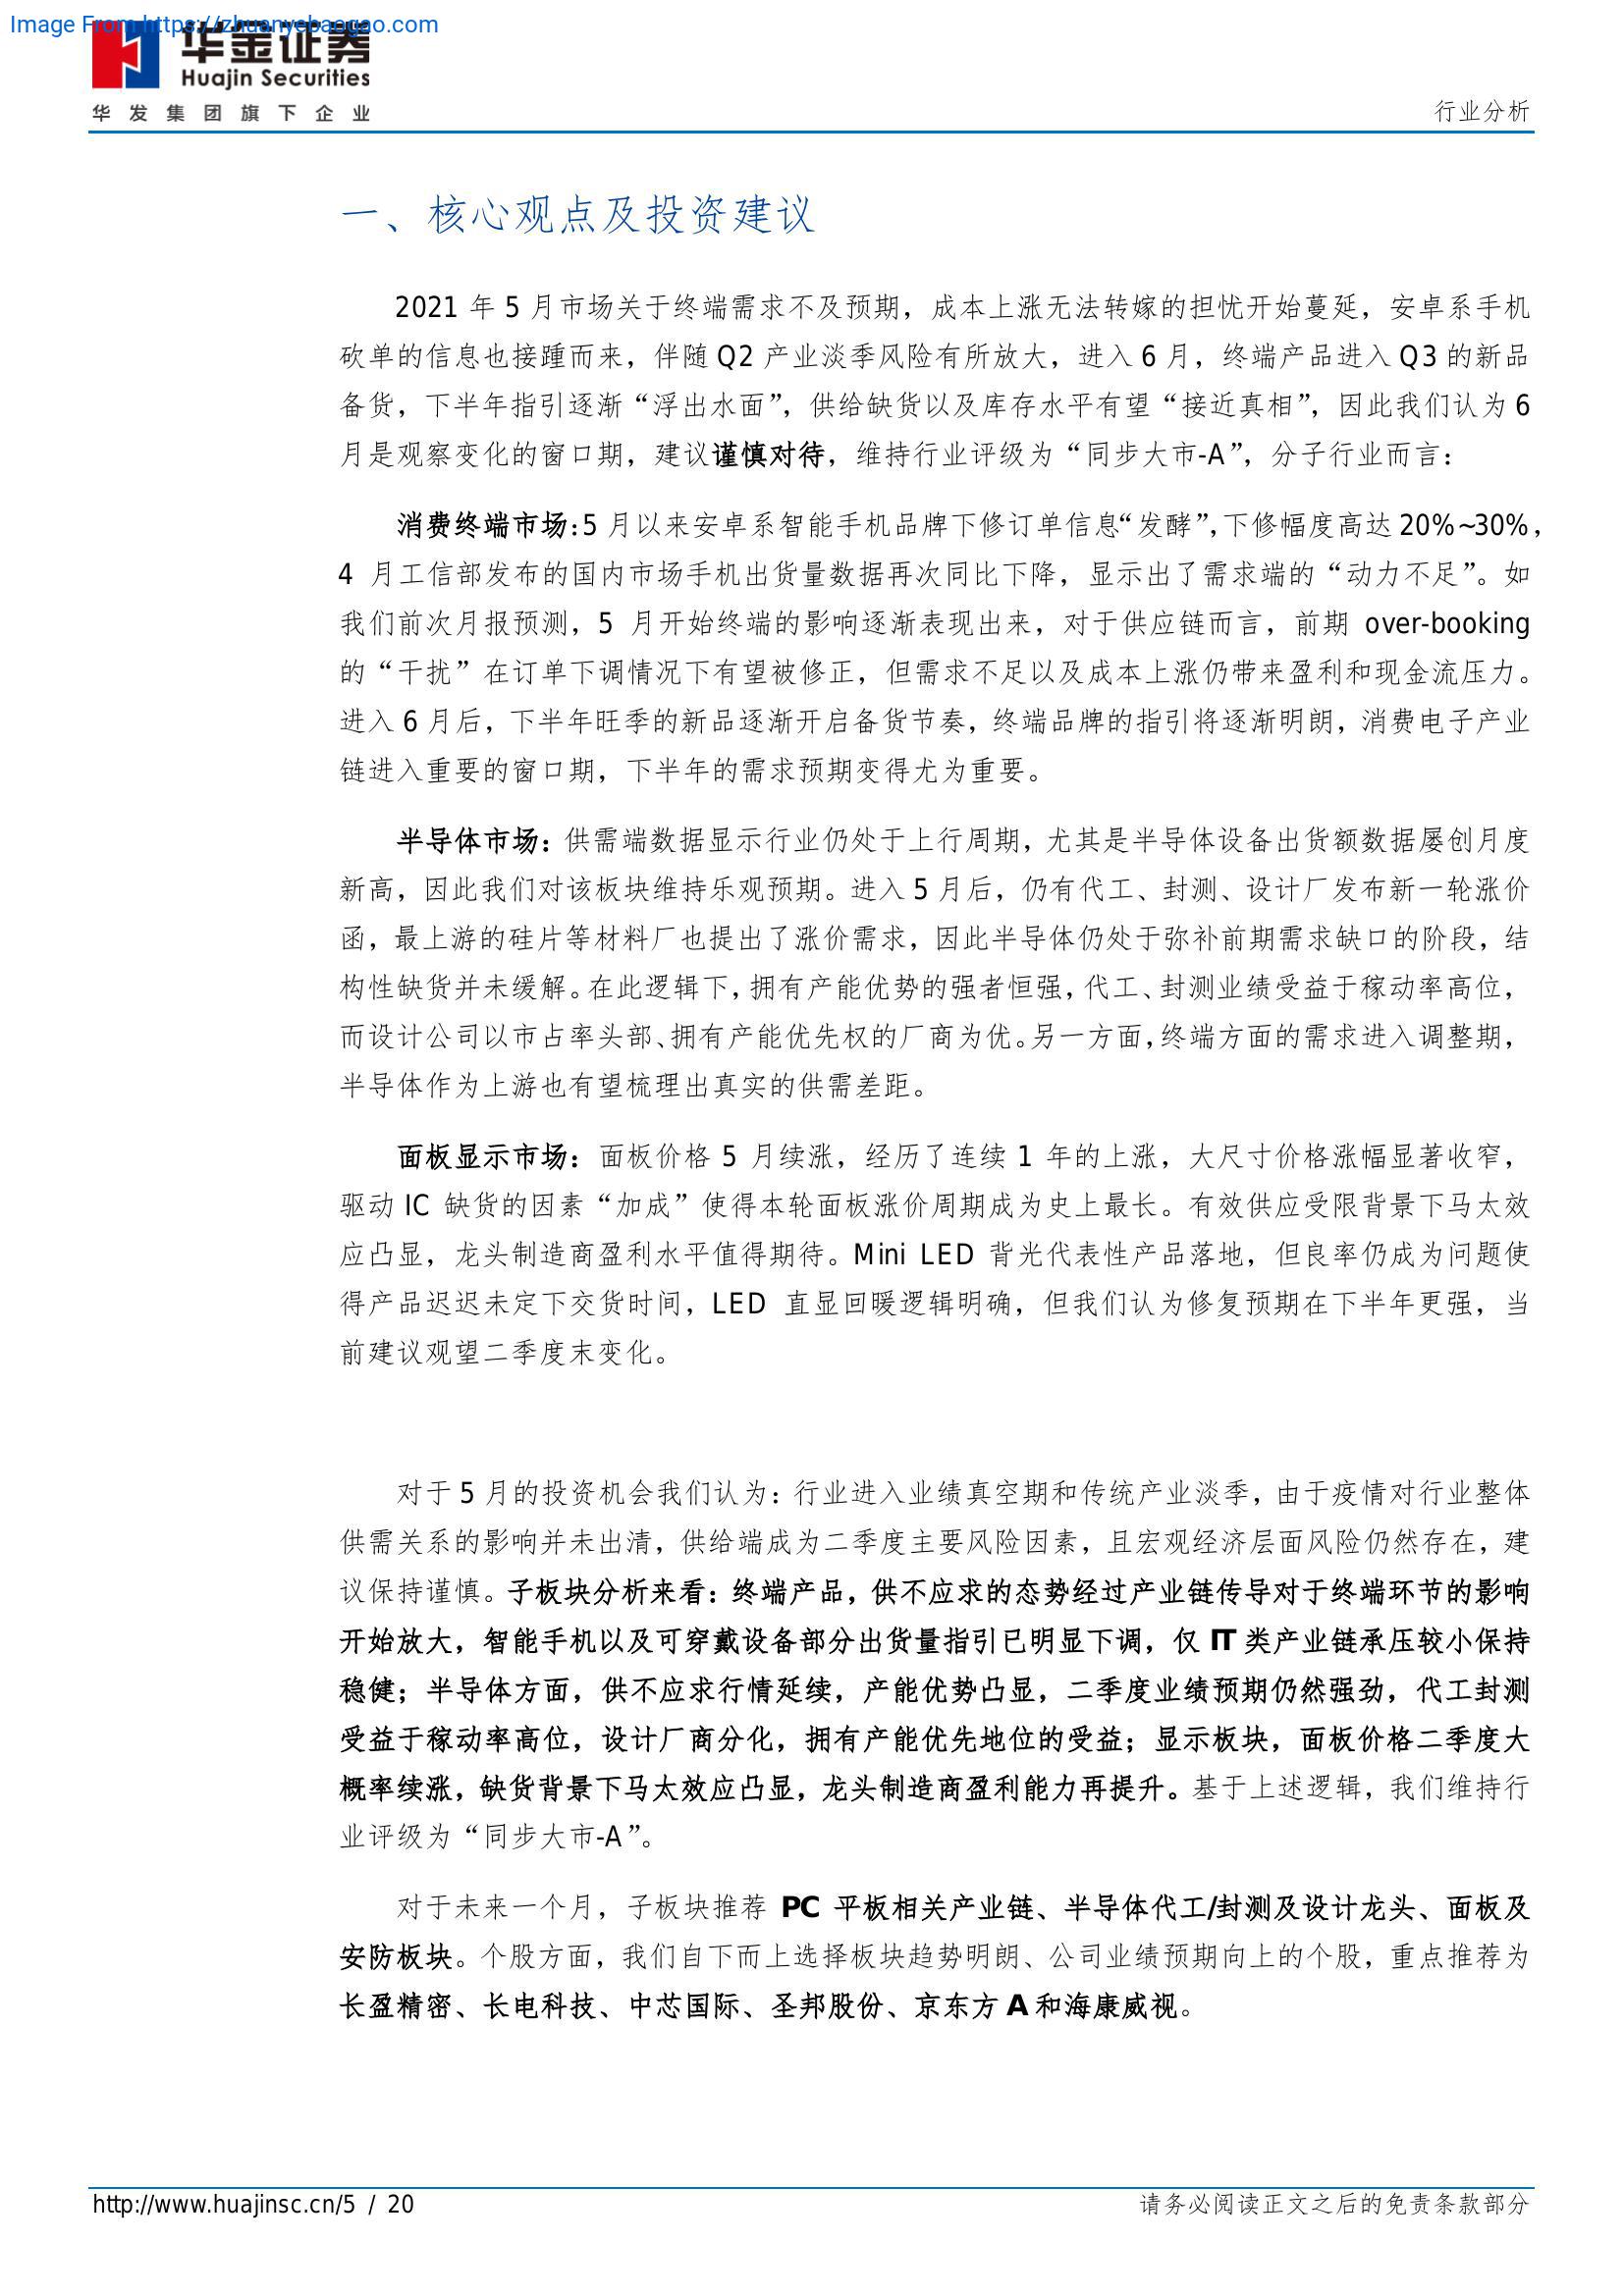 Image From:https://zhuanyebaogao.com
华金证券
Huajin Securities
华发集团旗下企业
行业分析
一、核心观点及投资建议
2021 年 5 月市场关于终端需求不及预期，成本上涨无法转嫁的担忧开始蔓延，安卓系手机
砍单的信息也接踵而来，伴随 Q2 产业淡季风险有所放大，进入 6 月，终端产品进入 Q3 的新品
备货，下半年指引逐渐“浮出水面”，供给缺货以及库存水平有望“接近真相”，因此我们认为 6
月是观察变化的窗口期，建议谨慎对待，维持行业评级为“同步大市-A”，分子行业而言：
消费终端市场：5 月以来安卓系智能手机品牌下修订单信息“发酵”，下修幅度高达 20%~30%，
4 月工信部发布的国内市场手机出货量数据再次同比下降，显示出了需求端的“动力不足”。如
我们前次月报预测，5 月开始终端的影响逐渐表现出来，对于供应链而言，前期 over-booking
的“干扰”在订单下调情况下有望被修正，但需求不足以及成本上涨仍带来盈利和现金流压力。
进入 6 月后，下半年旺季的新品逐渐开启备货节奏，终端品牌的指引将逐渐明朗，消费电子产业
链进入重要的窗口期，下半年的需求预期变得尤为重要。
半导体市场：供需端数据显示行业仍处于上行周期，尤其是半导体设备出货额数据屡创月度
新高，因此我们对该板块维持乐观预期。进入 5 月后，仍有代工、封测、设计厂发布新一轮涨价
函，最上游的硅片等材料厂也提出了涨价需求，因此半导体仍处于弥补前期需求缺口的阶段，结
构性缺货并未缓解。在此逻辑下，拥有产能优势的强者恒强，代工、封测业绩受益于稼动率高位，
而设计公司以市占率头部、拥有产能优先权的厂商为优。另一方面，终端方面的需求进入调整期，
半导体作为上游也有望梳理出真实的供需差距。
面板显示市场：面板价格 5 月续涨，经历了连续 1 年的上涨，大尺寸价格涨幅显著收窄，
驱动 IC 缺货的因素“加成”使得本轮面板涨价周期成为史上最长。有效供应受限背景下马太效
应凸显，龙头制造商盈利水平值得期待。Mini LED 背光代表性产品落地，但良率仍成为问题使
得产品迟迟未定下交货时间，LED 直显回暖逻辑明确，但我们认为修复预期在下半年更强，当
前建议观望二季度末变化。
对于 5 月的投资机会我们认为：行业进入业绩真空期和传统产业淡季，由于疫情对行业整体
供需关系的影响并未出清，供给端成为二季度主要风险因素，且宏观经济层面风险仍然存在，建
议保持谨慎。子板块分析来看：终端产品，供不应求的态势经过产业链传导对于终端环节的影响
开始放大，智能手机以及可穿戴设备部分出货量指引已明显下调，仅 IT 类产业链承压较小保持
稳健；半导体方面，供不应求行情延续，产能优势凸显，二季度业绩预期仍然强劲，代工封测
受益于稼动率高位，设计厂商分化，拥有产能优先地位的受益；显示板块，面板价格二季度大
概率续涨，缺货背景下马太效应凸显，龙头制造商盈利能力再提升。基于上述逻辑，我们维持行
业评级为“同步大市-A”。
对于未来一个月，子板块推荐 PC 平板相关产业链、半导体代工/封测及设计龙头、面板及
安防板块。个股方面，我们自下而上选择板块趋势明朗、公司业绩预期向上的个股，重点推荐为
长盈精密、长电科技、中芯国际、圣邦股份、京东方 A 和海康威视。
http://www.huajinsc.cn/5 / 20
请务必阅读正文之后的免责条款部分